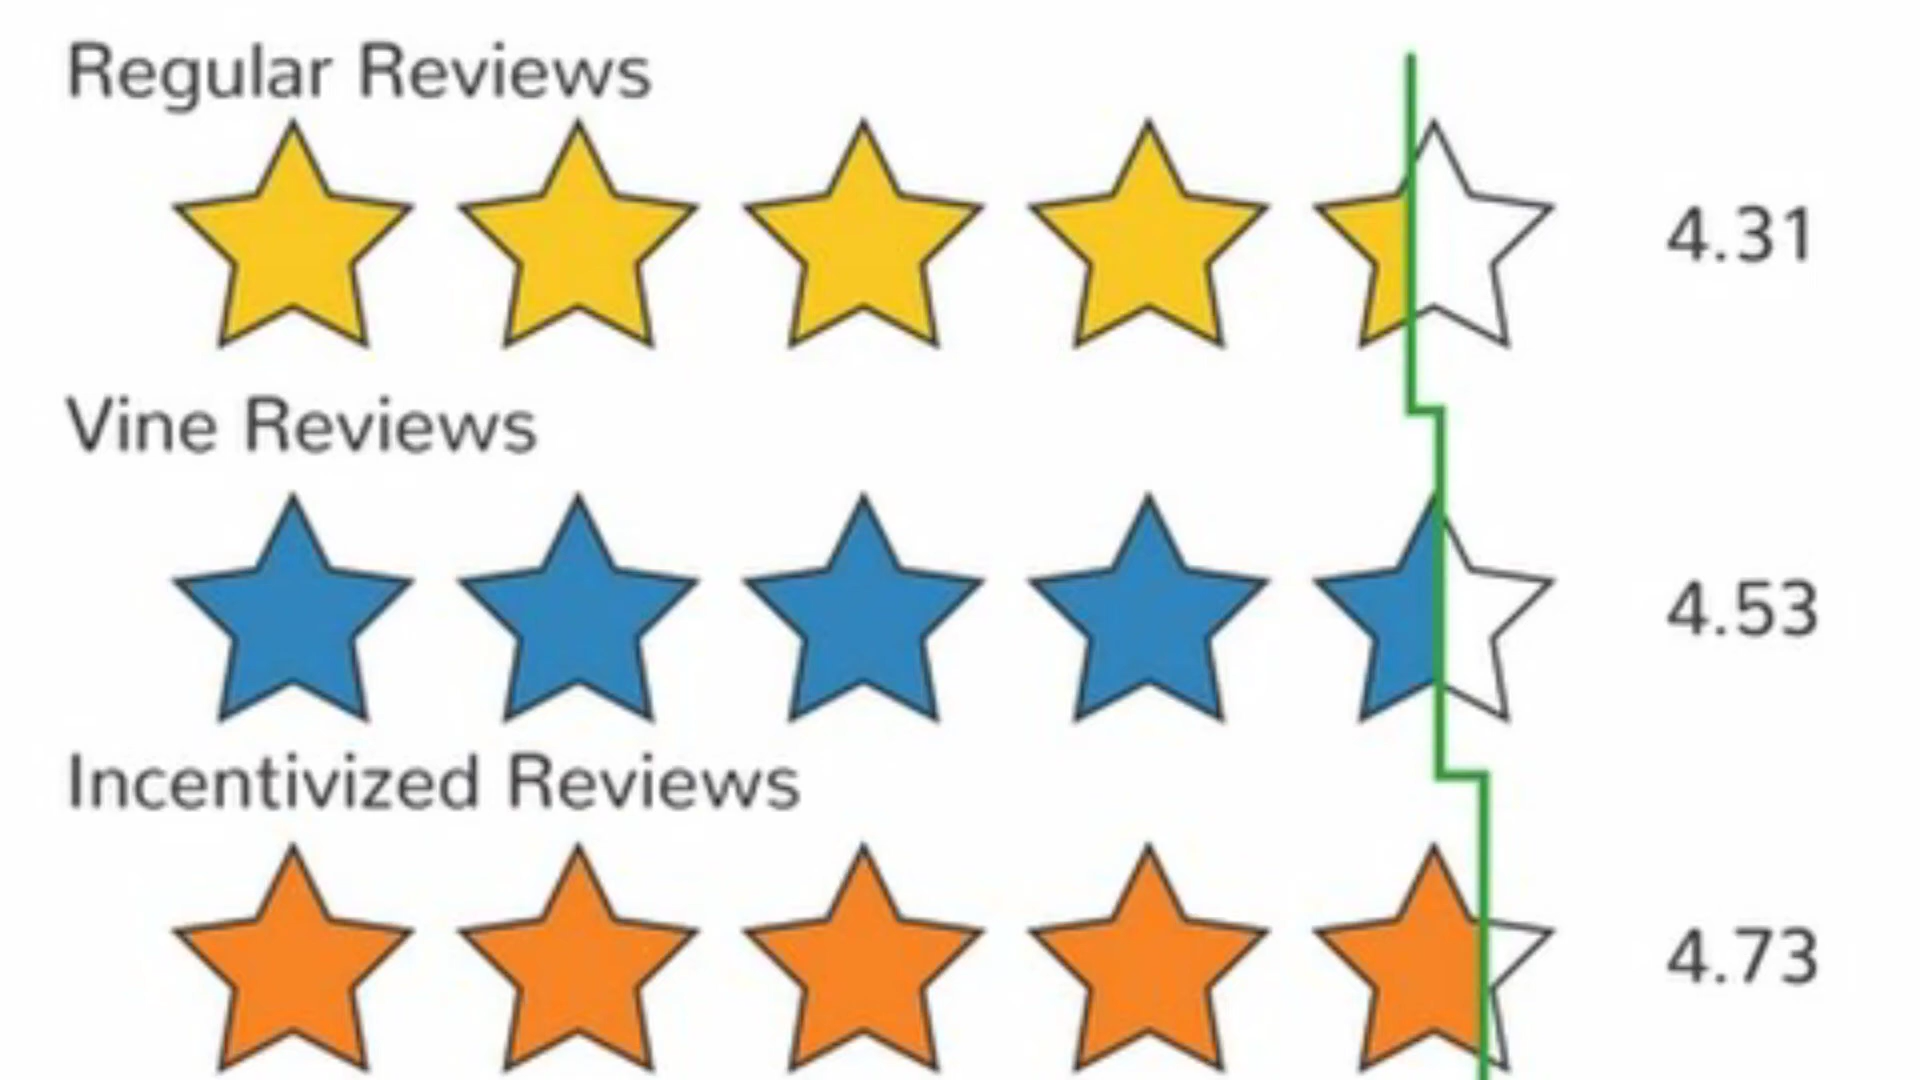 Regular Reviews
4.31
Vine Reviews
4.53
Incentivized Reviews
4.73